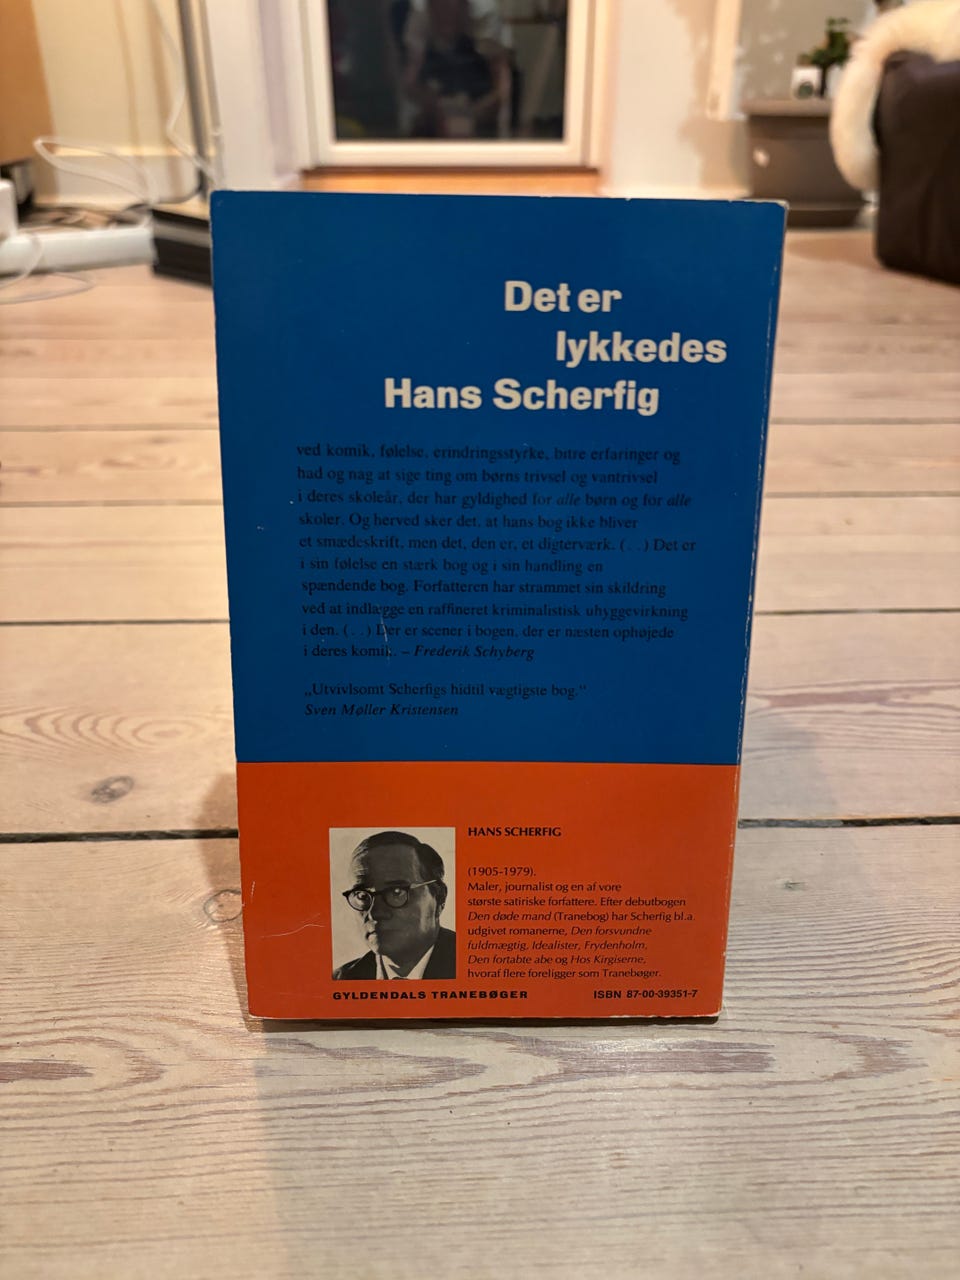 Det er
lykkedes
Hans Scherfig
ved komik, følelse, erindringsstyrke, bitre erfaringer og
had og nag at sige ting om børns trivsel og vantrivsel
i deres skoleår, der har gyldighed for alle børn og for alle
skoler. Og herved sker det, at hans bog ikke bliver
et smædeskrift, men det, den er, et digterværk. (. .) Det er
i sin følelse en stærk bog og i sin handling en
spændende bog. Forfatteren har strammet sin skildring
ved at indlægge en raffineret kriminalistisk uhyggevirkning
i den. (. .) Der er scener i bogen, der er næsten ophøjede
i deres komik. – Frederik Schyberg
„Utvivlsomt Scherfigs hidtil vægtigste bog.“
Sven Møller Kristensen
HANS SCHERFIG
(1905-1979).
Maler, journalist og en af vore
største satiriske forfattere. Efter debutbogen
Den døde mand (Tranebog) har Scherfig bl.a.
udgivet romanerne, Den forsvundne
fuldmægtig, Idealister, Frydenholm,
Den fortabte abe og Hos Kirgiserne,
hvoraf flere foreligger som Tranebøger.
GYLDENDALS TRANEBØGER ISBN 87-00-39351-7